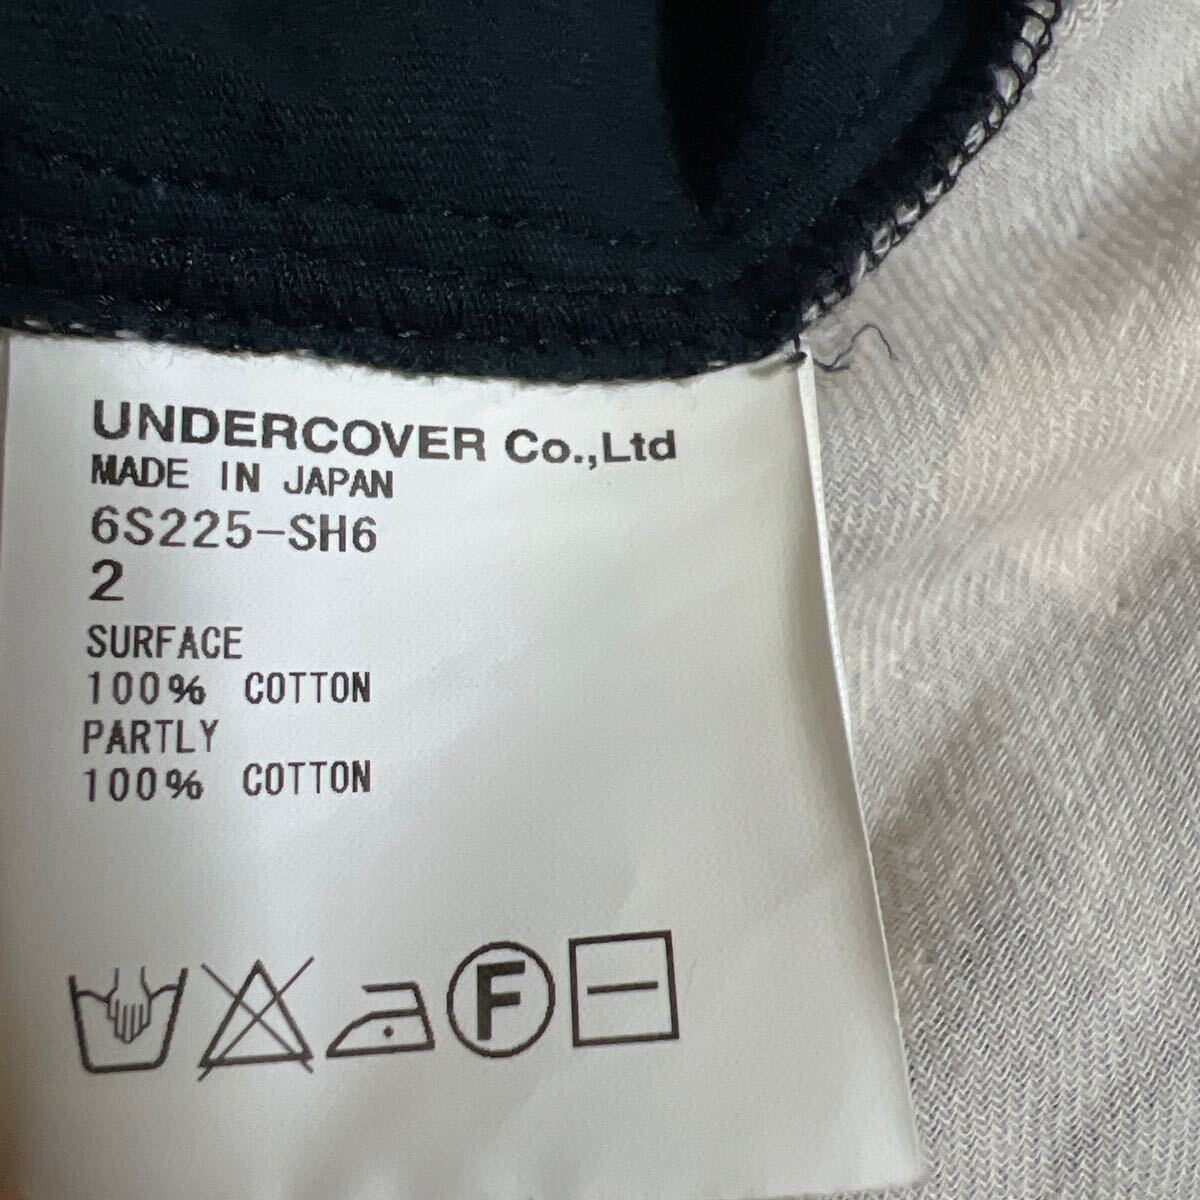 UNDERCOVER Co.,Ltd
MADE IN JAPAN
6S225-SH6
2
SURFACE
100% COTTON
PARTLY
100% COTTON
F